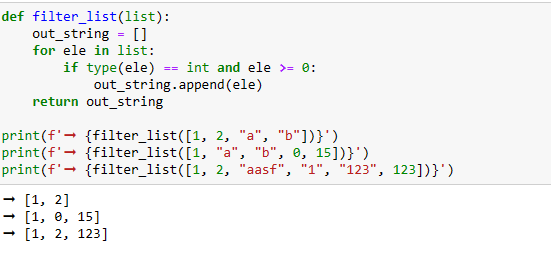 def filter_list(list):
    out_string = []
    for ele in list:
        if type(ele) == int and ele >= 0:
            out_string.append(ele)
    return out_string
print(f'→ {filter_list([1, 2, "a", "b"])}')
print(f'→ {filter_list([1, "a", "b", 0, 15])}')
print(f'→ {filter_list([1, 2, "aasf", "1", "123", 123])}')
→ [1, 2]
→ [1, 0, 15]
→ [1, 2, 123]